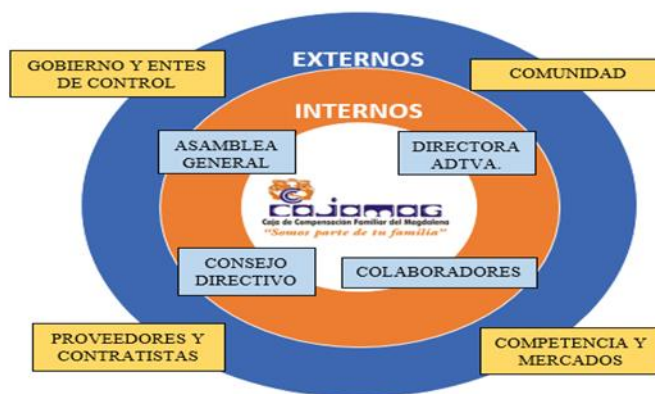 EXTERNOS
GOBIERNO Y ENTES
DE CONTROL
COMUNIDAD
INTERNOS
ASAMBLEA
GENERAL
DIRECTORA
ADTVA.
cajamag
Caja de Compensación Familiar del Magdalena
"Somos parte de tu familia"
CONSEJO
DIRECTIVO
COLABORADORES
PROVEEDORES Y
CONTRATISTAS
COMPETENCIA Y
MERCADOS